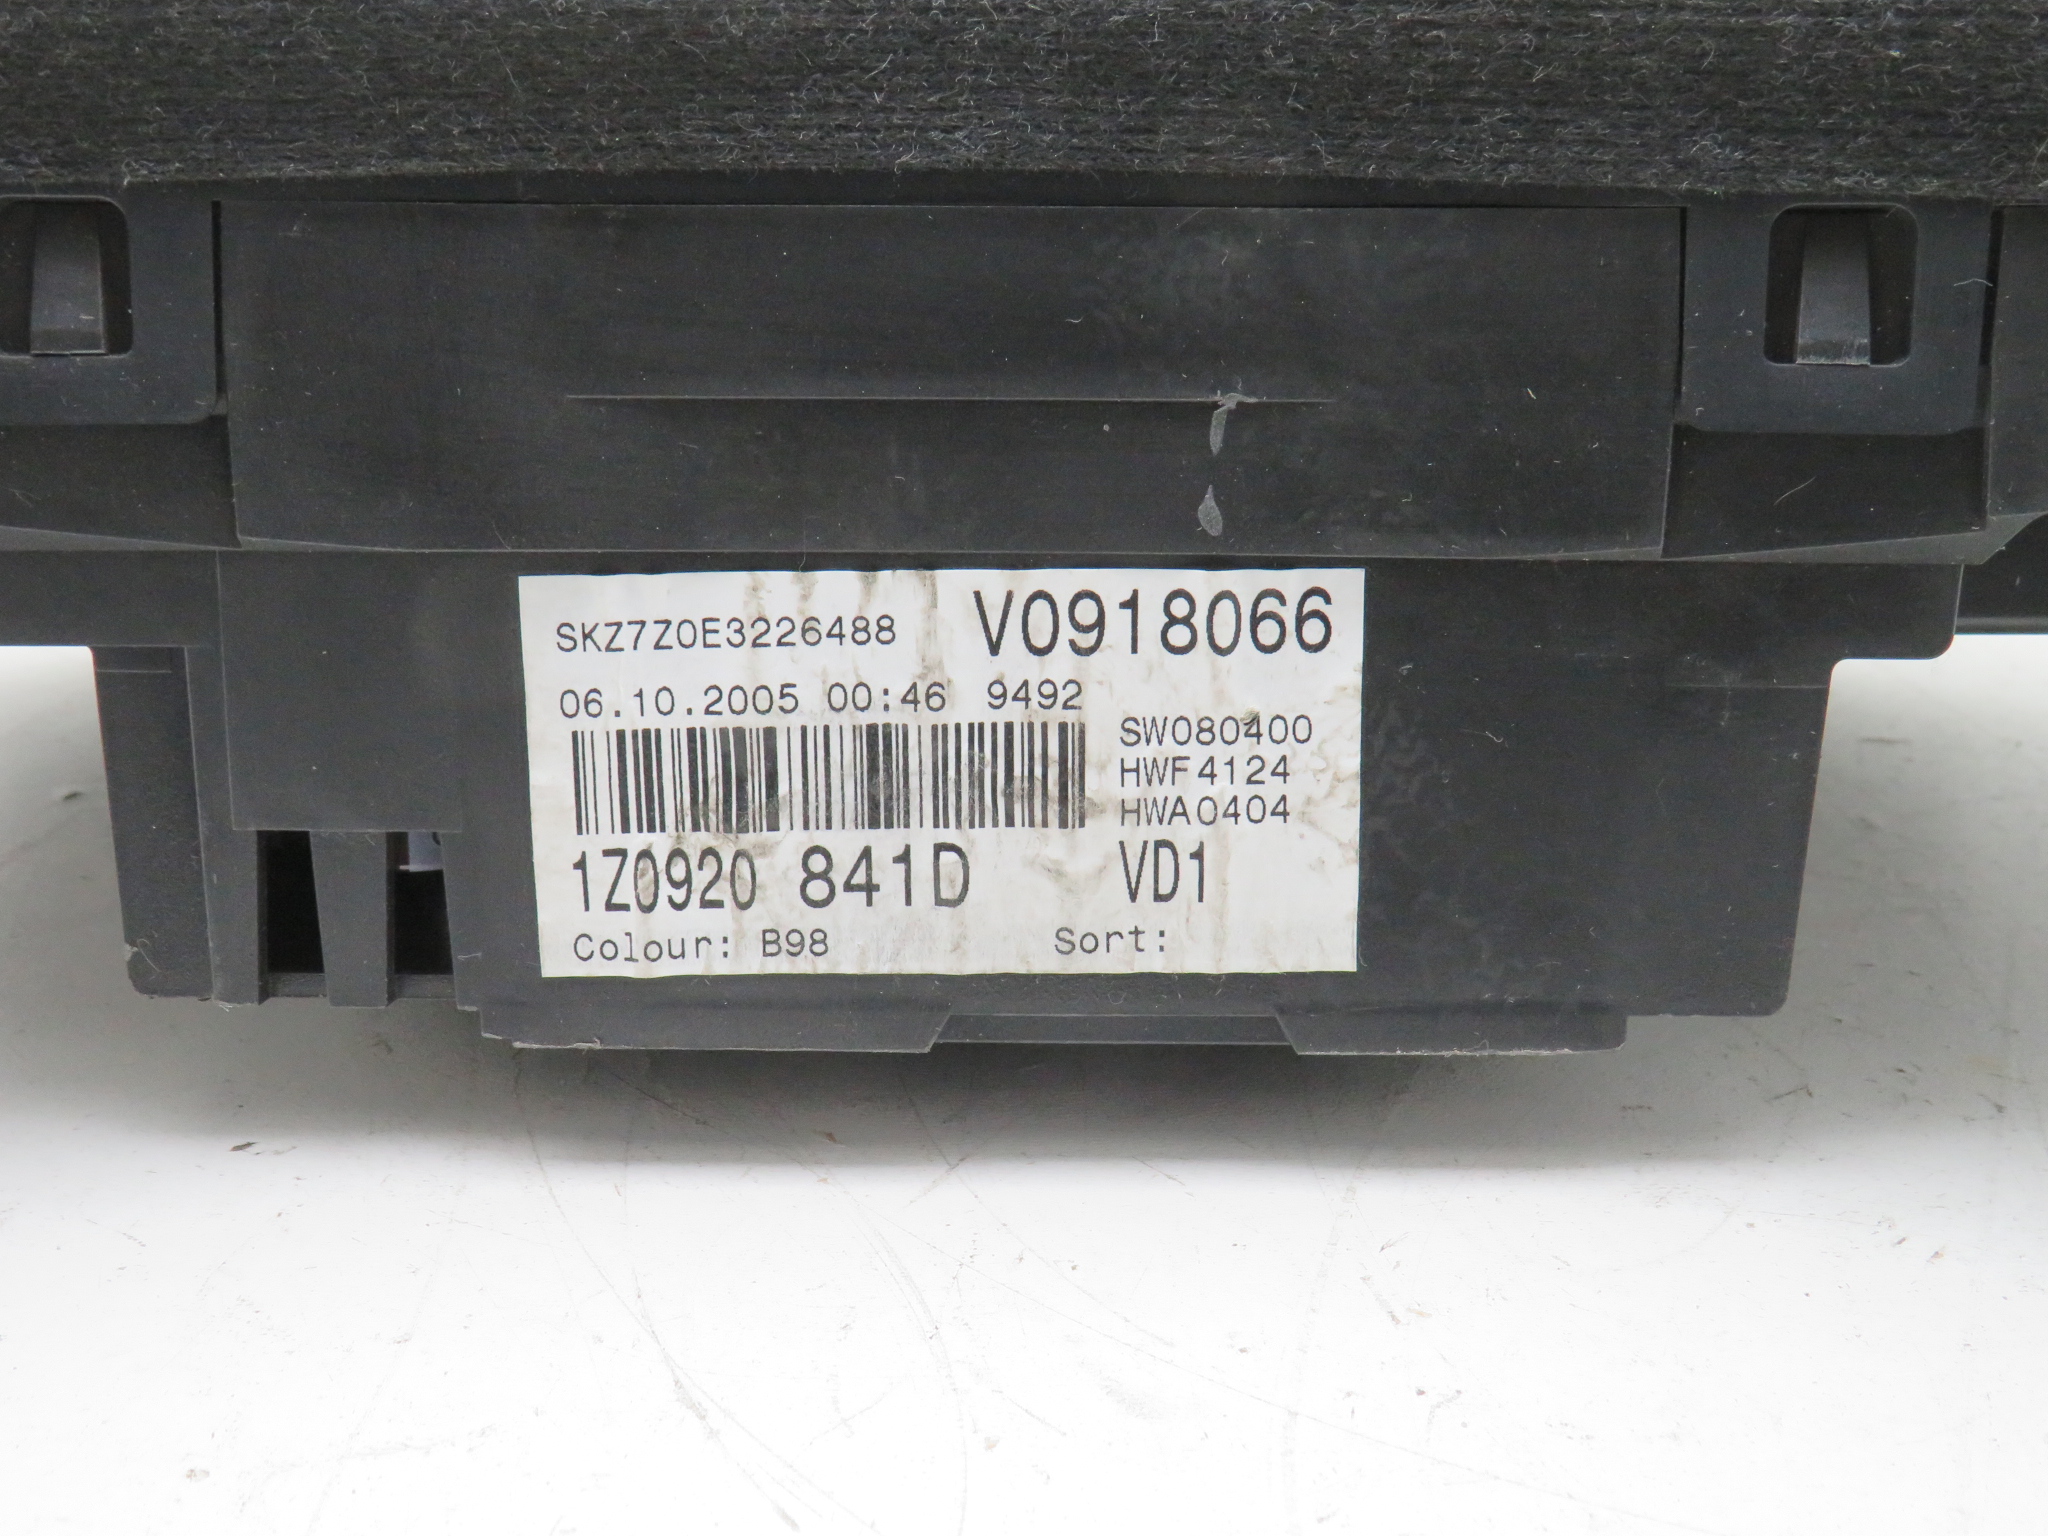 SKZ7Z0E3226488 V0918066
06.10.2005 00:46 9492
SW080400
HWF4124
HWA0404
1Z0920 841D VD1
Colour: B98 Sort: